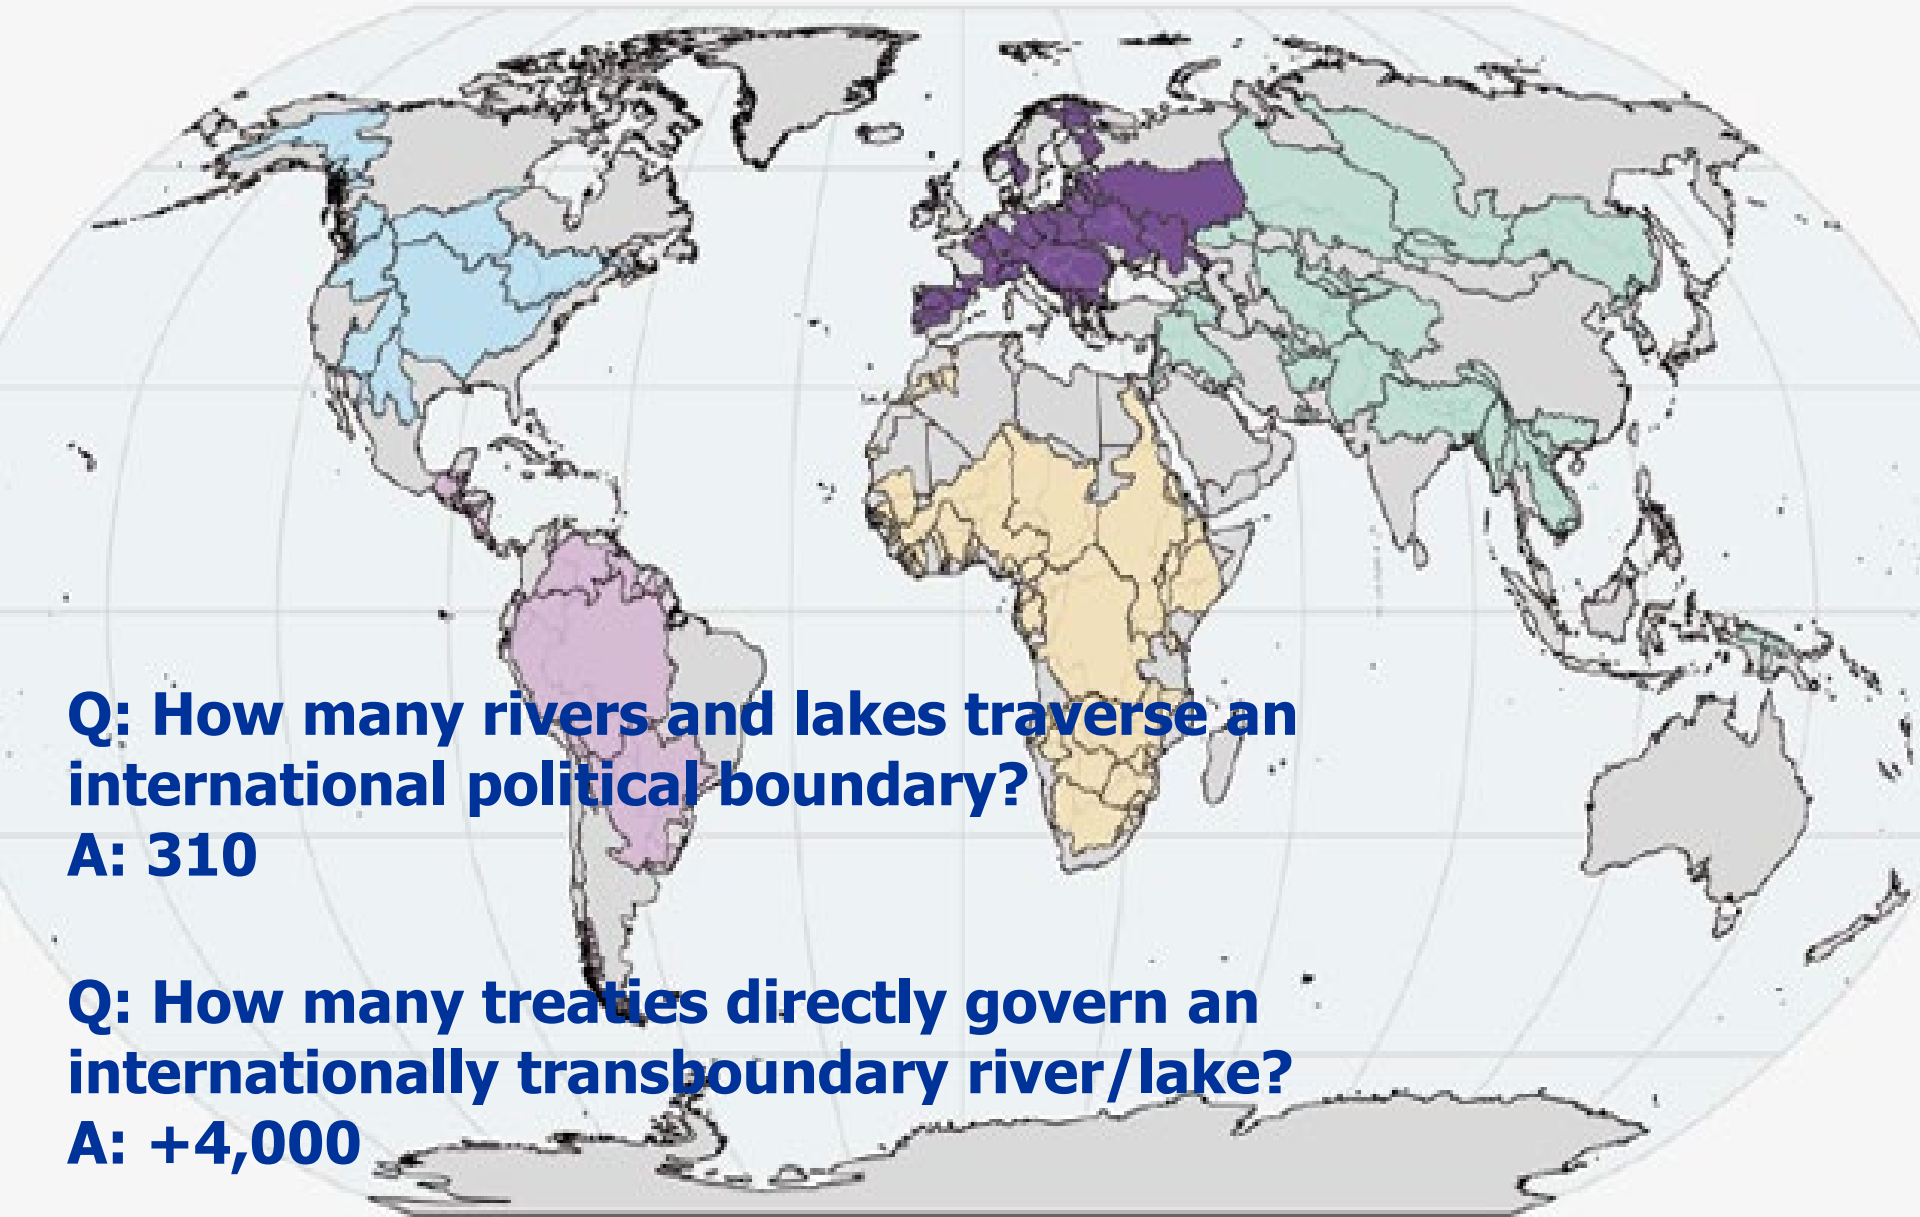 Q: How many rivers and lakes traverse an
international political boundary?
A: 310
Q: How many treaties directly govern an
internationally transboundary river/lake?
A: +4,000